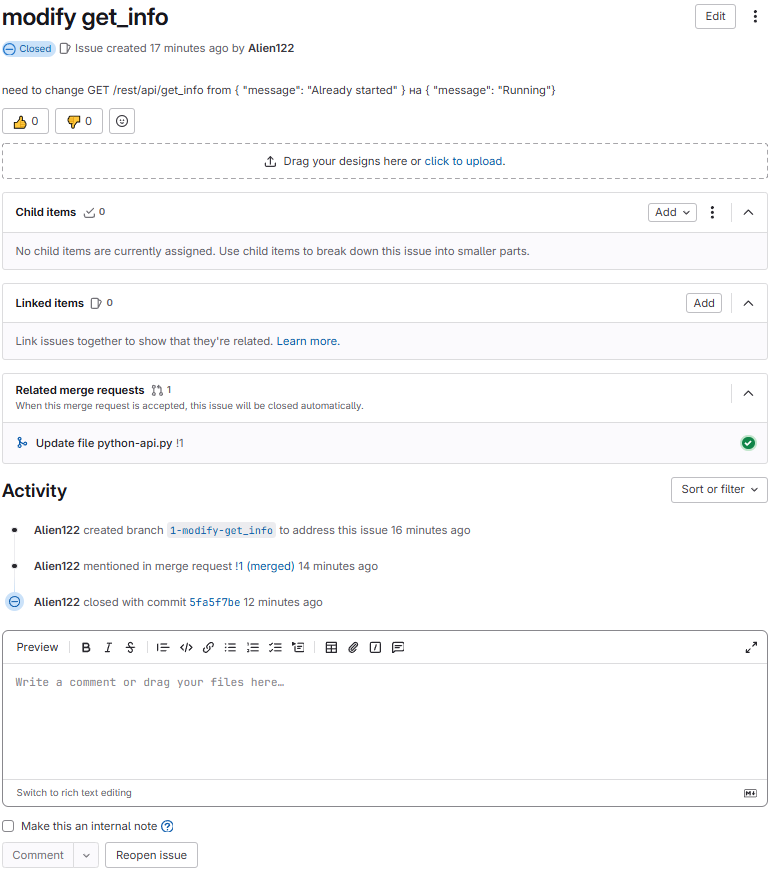 modify get_info
Edit
Closed Issue created 17 minutes ago by Alien122
need to change GET /rest/api/get_info from { "message": "Already started" } на { "message": "Running"}
0 0
Drag your designs here or click to upload.
Child items 0 Add
No child items are currently assigned. Use child items to break down this issue into smaller parts.
Linked items 0 Add
Link issues together to show that they're related. Learn more.
Related merge requests 1
When this merge request is accepted, this issue will be closed automatically.
Update file python-api.py !1
Activity
Sort or filter
Alien122 created branch 1-modify-get_info to address this issue 16 minutes ago
Alien122 mentioned in merge request !1 (merged) 14 minutes ago
Alien122 closed with commit 5fa5f7be 12 minutes ago
Preview
Write a comment or drag your files here…
Switch to rich text editing
Make this an internal note
Comment
Reopen issue